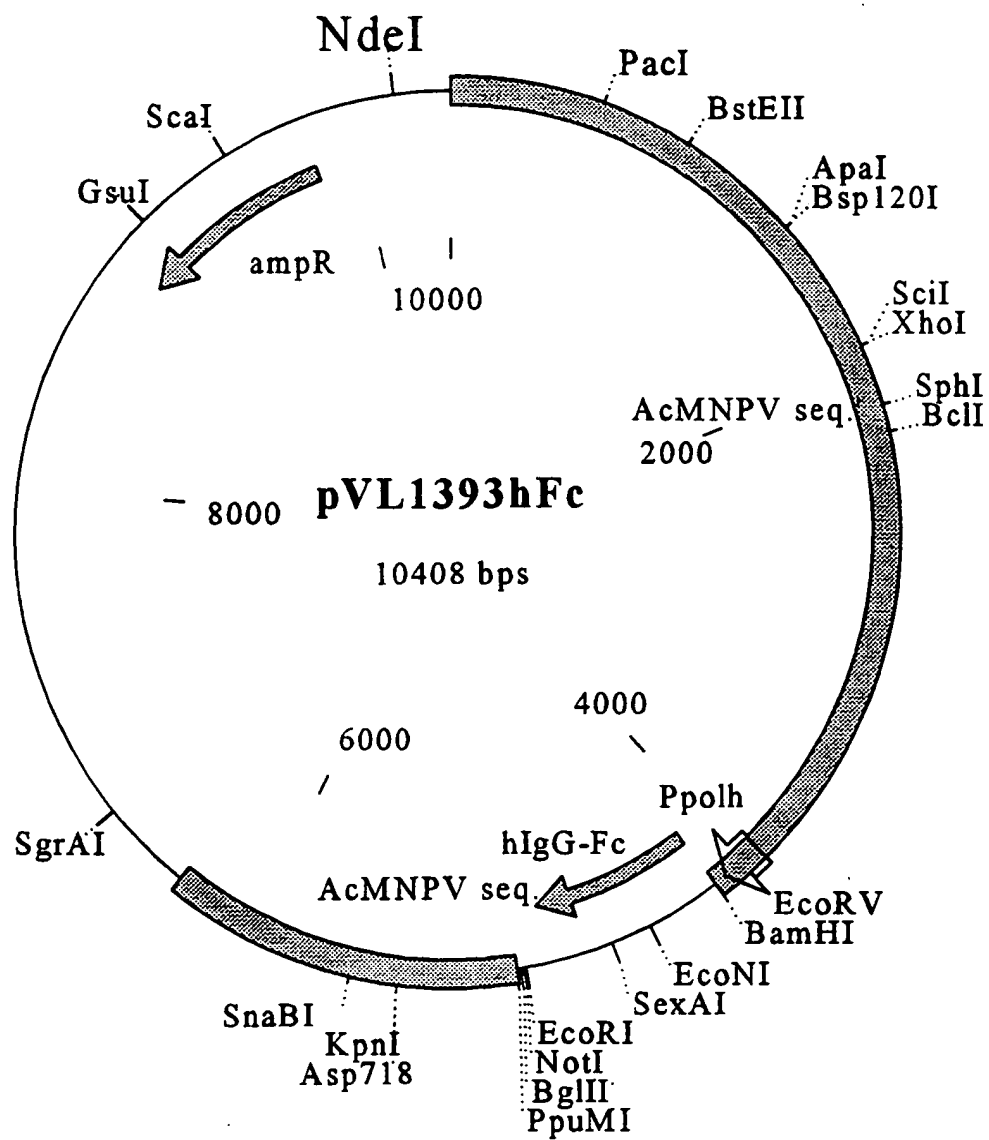 NdeI
PacI
BstEII
ScaI
ApaI
Bsp120I
GsuI
ampR
10000
SciI
XhoI
SphI
BclI
AcMNPV seq.
2000
pVL1393hFc
8000
10408 bps
4000
6000
Ppolh
hIgG-Fc
SgrAI
AcMNPV seq.
EcoRV
BamHI
EcoNI
SexAI
SnaBI
KpnI
Asp718
EcoRI
NotI
BglII
PpuMI